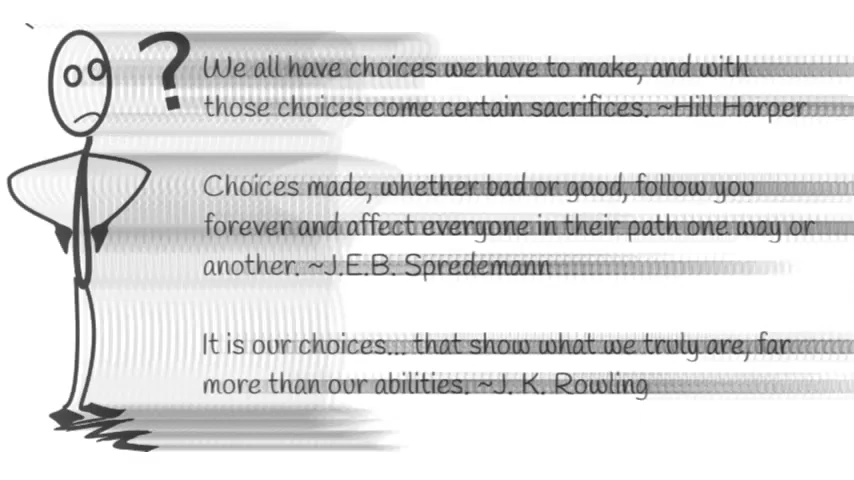 ?
We all have choices we have to make, and with
those choices come certain sacrifices. ~Hill Harper
Choices made, whether bad or good, follow you
forever and affect everyone in their path one way or
another. ~J.E.B. Spredemann
It is our choices... that show what we truly are, far
more than our abilities. ~J. K. Rowling